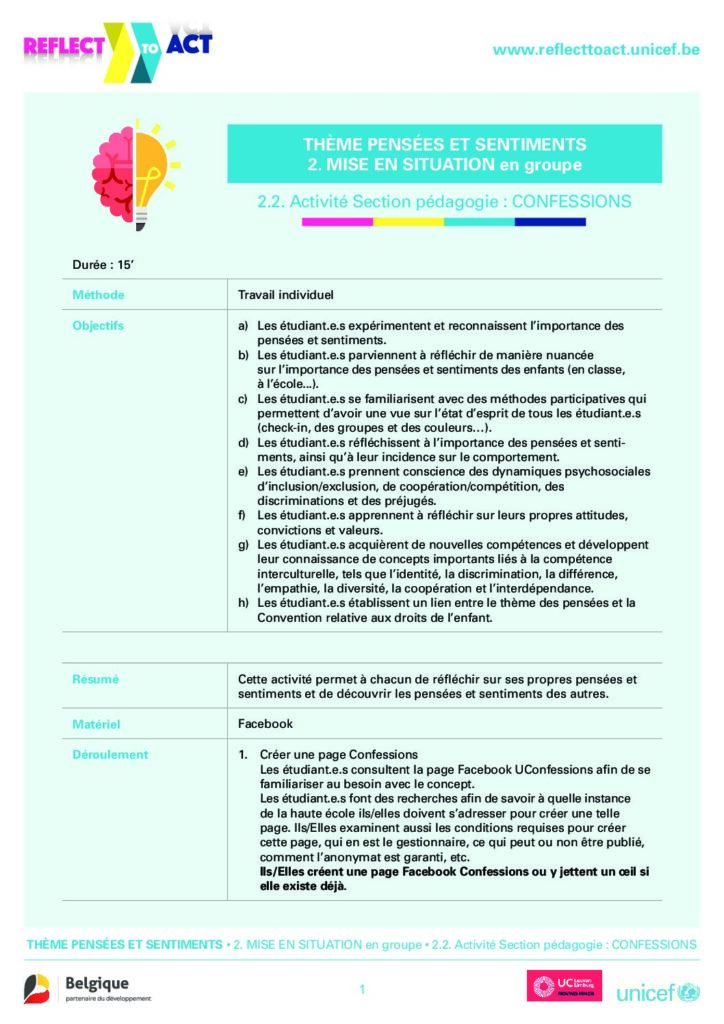 REFLECT TO ACT
www.reflecttoact.unicef.be
THÈME PENSÉES ET SENTIMENTS
2. MISE EN SITUATION en groupe
2.2. Activité Section pédagogie : CONFESSIONS
Durée : 15’
Méthode
Travail individuel
Objectifs
a) Les étudiant.e.s expérimentent et reconnaissent l’importance des
pensées et sentiments.
b) Les étudiant.e.s parviennent à réfléchir de manière nuancée
sur l’importance des pensées et sentiments des enfants (en classe,
à l’école...).
c) Les étudiant.e.s se familiarisent avec des méthodes participatives qui
permettent d’avoir une vue sur l’état d’esprit de tous les étudiant.e.s
(check-in, des groupes et des couleurs…).
d) Les étudiant.e.s réfléchissent à l’importance des pensées et senti-
ments, ainsi qu’à leur incidence sur le comportement.
e) Les étudiant.e.s prennent conscience des dynamiques psychosociales
d’inclusion/exclusion, de coopération/compétition, des
discriminations et des préjugés.
f) Les étudiant.e.s apprennent à réfléchir sur leurs propres attitudes,
convictions et valeurs.
g) Les étudiant.e.s acquièrent de nouvelles compétences et développent
leur connaissance de concepts importants liés à la compétence
interculturelle, tels que l’identité, la discrimination, la différence,
l’empathie, la diversité, la coopération et l’interdépendance.
h) Les étudiant.e.s établissent un lien entre le thème des pensées et la
Convention relative aux droits de l’enfant.
Résumé
Cette activité permet à chacun de réfléchir sur ses propres pensées et
sentiments et de découvrir les pensées et sentiments des autres.
Matériel
Facebook
Déroulement
1. Créer une page Confessions
Les étudiant.e.s consultent la page Facebook UConfessions afin de se
familiariser au besoin avec le concept.
Les étudiant.e.s font des recherches afin de savoir à quelle instance
de la haute école ils/elles doivent s’adresser pour créer une telle
page. Ils/Elles examinent aussi les conditions requises pour créer
cette page, qui en est le gestionnaire, ce qui peut ou non être publié,
comment l’anonymat est garanti, etc.
Ils/Elles créent une page Facebook Confessions ou y jettent un œil si
elle existe déjà.
THÈME PENSÉES ET SENTIMENTS • 2. MISE EN SITUATION en groupe • 2.2. Activité Section pédagogie : CONFESSIONS
Belgique
partenaire du développement
1
UC Leuven
Limburg
unicef